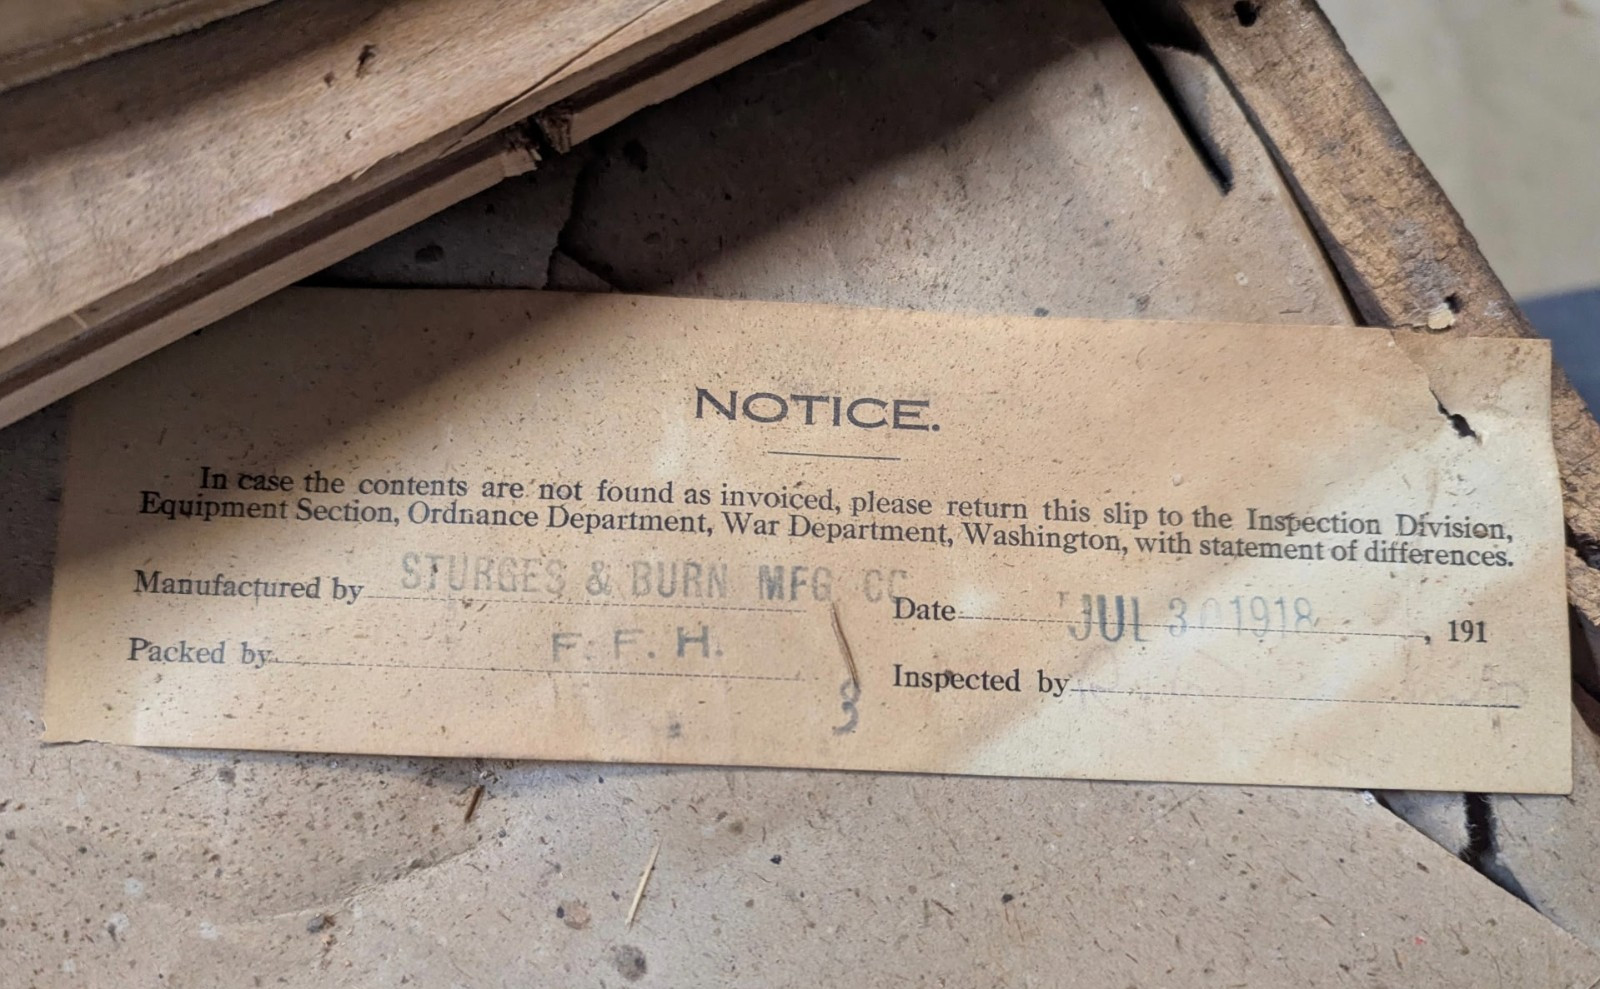 NOTICE.
In case the contents are not found as invoiced, please return this slip to the Inspection Division,
Equipment Section, Ordnance Department, War Department, Washington, with statement of differences.
Manufactured by STURGES & BURN MFG CO
Date JUL 30 1918, 191
Packed by F. F. H.
Inspected by